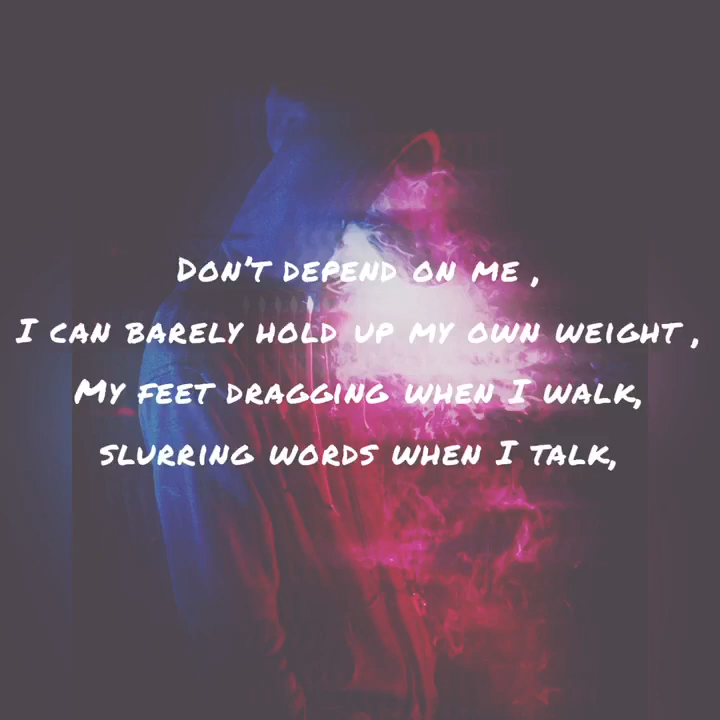 Don't depend on me ,
I can barely hold up my own weight ,
My feet dragging when I walk,
slurring words when I talk,